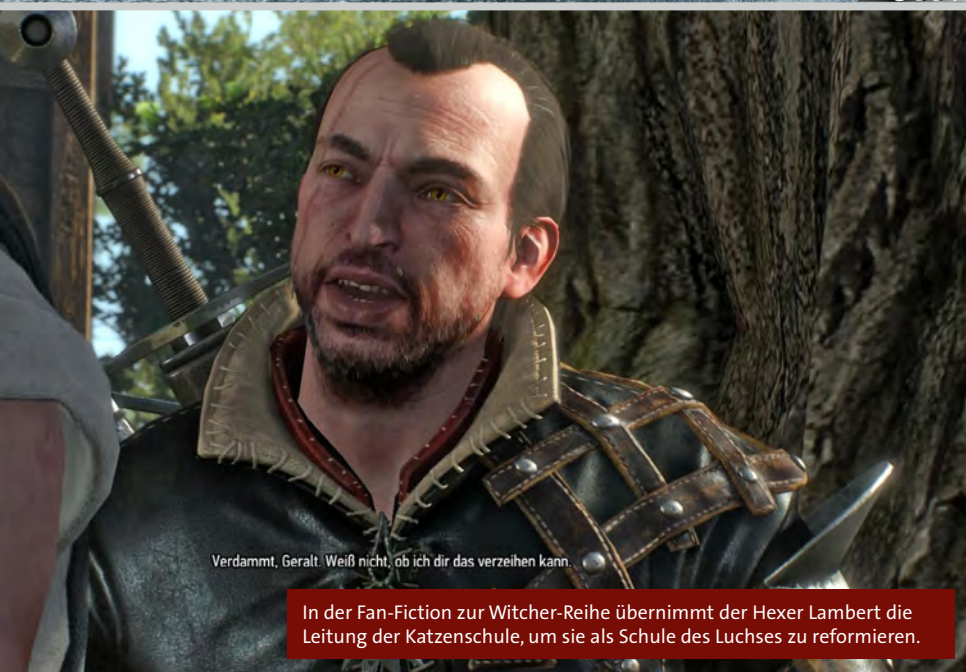 Verdammt, Geralt. Weiß nicht, ob ich dir das verzeihen kann.
In der Fan-Fiction zur Witcher-Reihe übernimmt der Hexer Lambert die
Leitung der Katzenschule, um sie als Schule des Luchses zu reformieren.